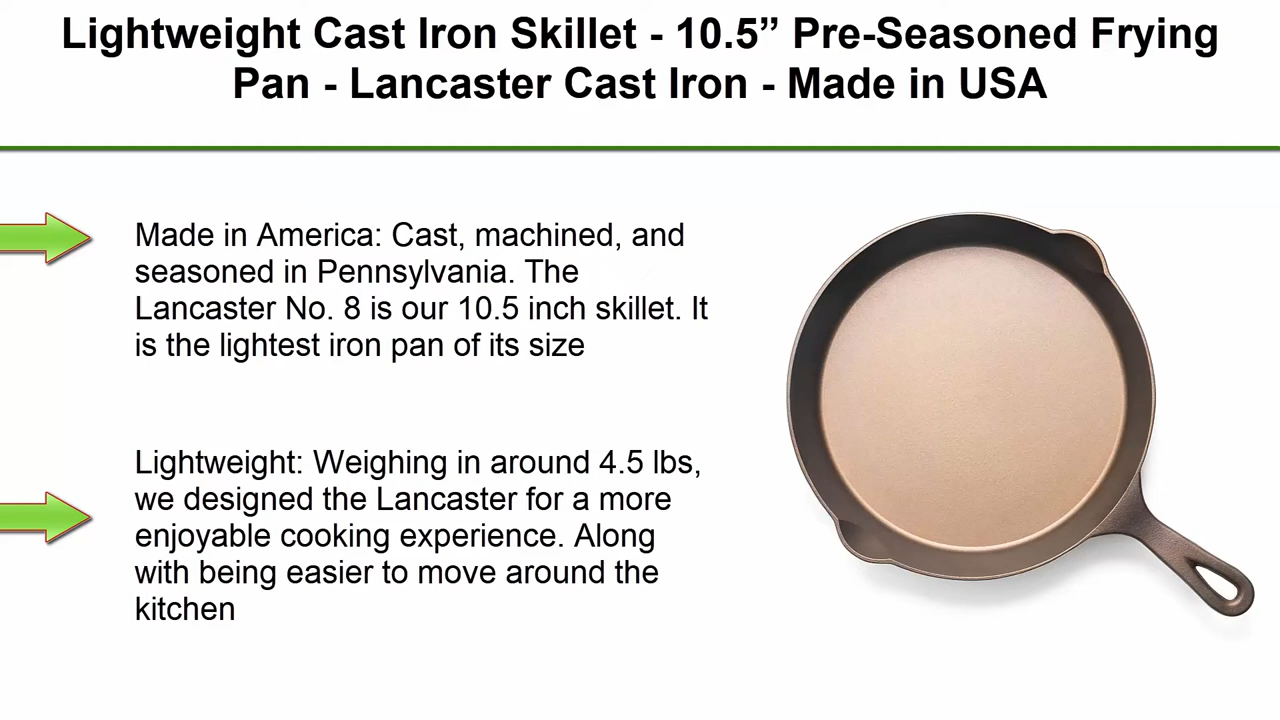 Lightweight Cast Iron Skillet - 10.5” Pre-Seasoned Frying
Pan - Lancaster Cast Iron - Made in USA
Made in America: Cast, machined, and
seasoned in Pennsylvania. The
Lancaster No. 8 is our 10.5 inch skillet. It
is the lightest iron pan of its size
Lightweight: Weighing in around 4.5 lbs,
we designed the Lancaster for a more
enjoyable cooking experience. Along
with being easier to move around the
kitchen